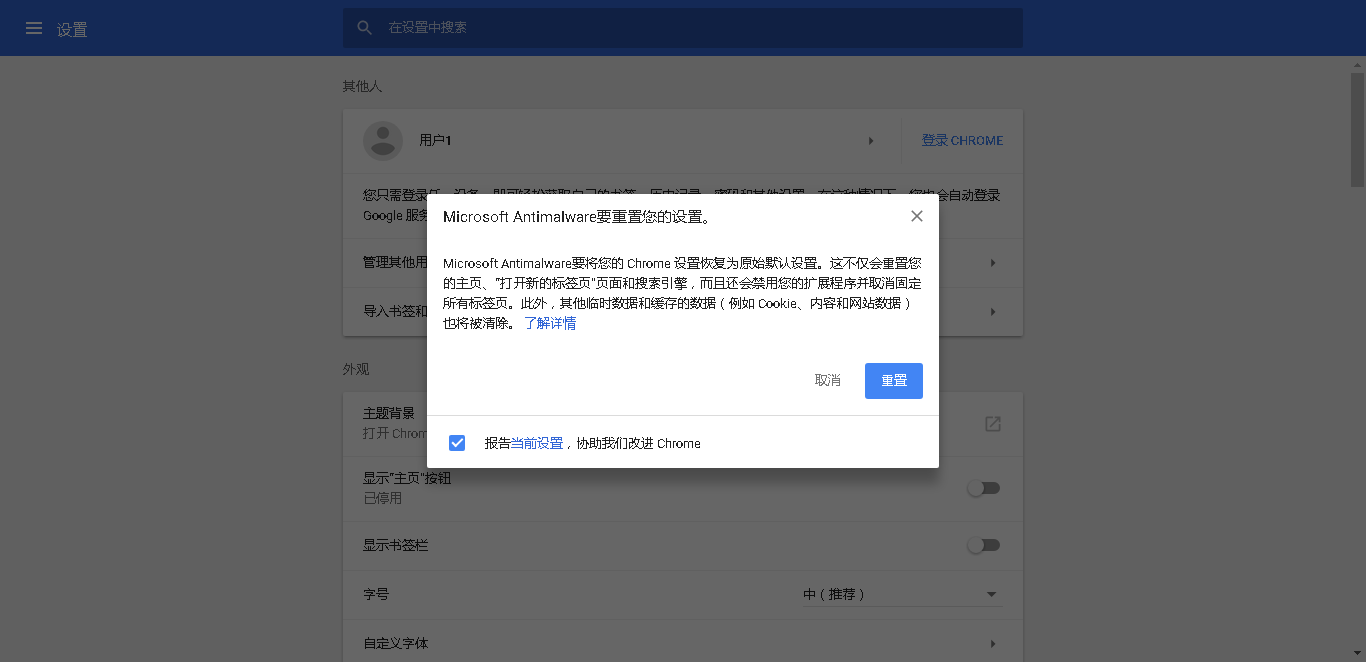 设置
在设置中搜索
其他人
用户1
登录 CHROME
您只需登录任一设备，即可轻松获取自己的书签、历史记录、密码和其他设置。在这种情况下，您也会自动登录
Google 服务
Microsoft Antimalware要重置您的设置。
管理其他用
Microsoft Antimalware要将您的 Chrome 设置恢复为原始默认设置。这不仅会重置您
的主页、"打开新的标签页"页面和搜索引擎，而且还会禁用您的扩展程序并取消固定
所有标签页。此外，其他临时数据和缓存的数据（例如 Cookie、内容和网站数据）
也将被清除。 了解详情
导入书签和
外观
取消
重置
主题背景
打开 Chrom
报告当前设置，协助我们改进 Chrome
显示"主页"按钮
已停用
显示书签栏
字号
中（推荐）
自定义字体